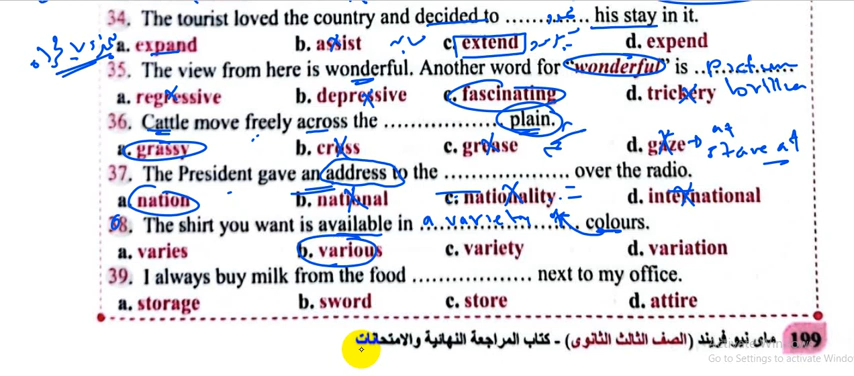 34. The tourist loved the country and decided to .................. his stay in it.
a. expand b. assist c. extend d. expend
35. The view from here is wonderful. Another word for "wonderful" is ..................
a. regressive b. depressive c. fascinating d. trickery
36. Cattle move freely across the .................. plain.
a. grassy b. cross c. grease d. gaze at
stare at
37. The President gave an address to the .................. over the radio.
a. nation b. national c. nationality d. international
38. The shirt you want is available in a variety .................. colours.
a. varies b. various c. variety d. variation
39. I always buy milk from the food .................. next to my office.
a. storage b. sword c. store d. attire
199 ماى نيو فريند (الصف الثالث الثانوى) - كتاب المراجعة النهائية والامتحانات
Go to Settings to activate Windo